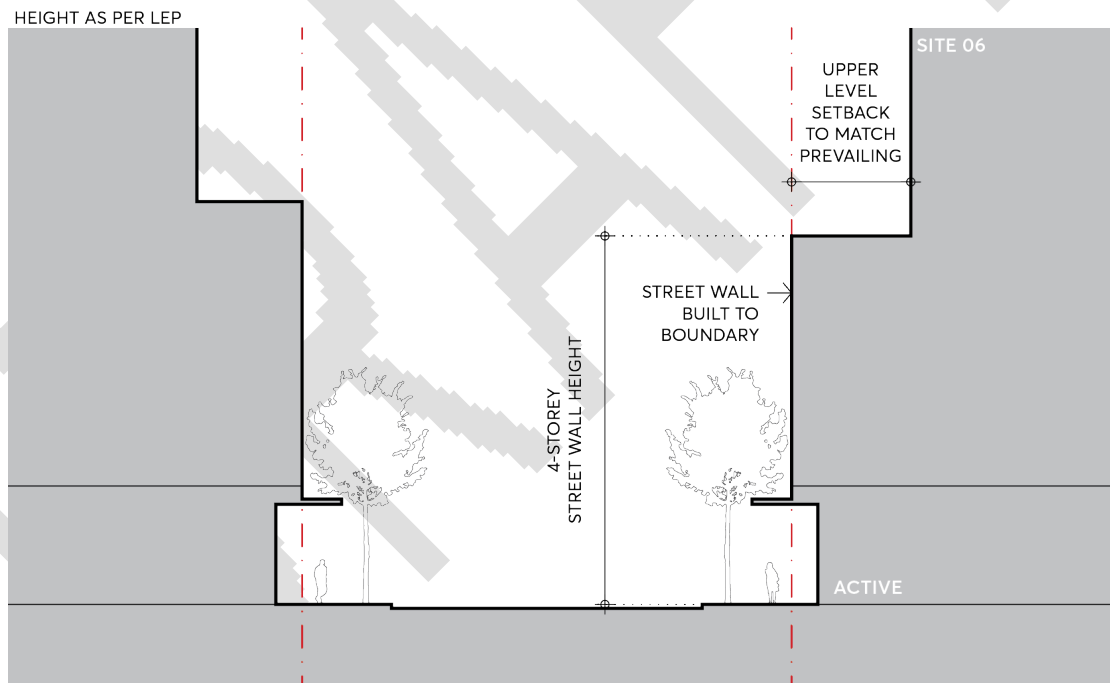 HEIGHT AS PER LEP
SITE 06
UPPER
LEVEL
SETBACK
TO MATCH
PREVAILING
STREET WALL
BUILT TO
BOUNDARY
4-STOREY
STREET WALL HEIGHT
ACTIVE